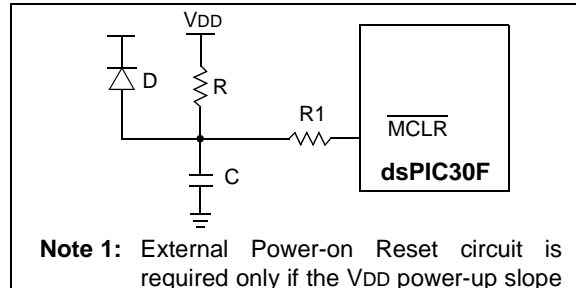 VDD
D
R
R1
MCLR
dsPIC30F
C
Note 1: External Power-on Reset circuit is
required only if the VDD power-up slope